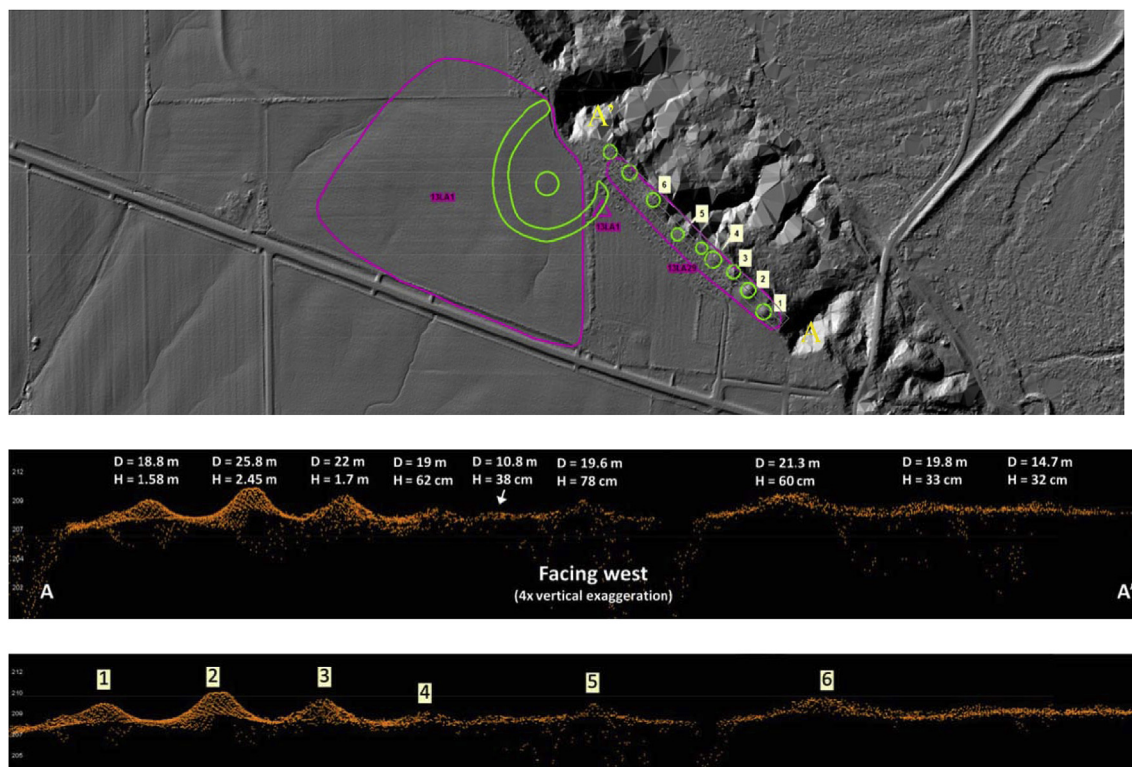 A'
6
5
4
3
2
1
A
13LA1
13LA1
13LA29
D = 18.8 m D = 25.8 m D = 22 m D = 19 m D = 10.8 m D = 19.6 m D = 21.3 m D = 19.8 m D = 14.7 m
H = 1.58 m H = 2.45 m H = 1.7 m H = 62 cm H = 38 cm H = 78 cm H = 60 cm H = 33 cm H = 32 cm
212
209
207
204
202
Facing west
(4x vertical exaggeration)
A A'
1 2 3 4 5 6
212
210
209
207
205